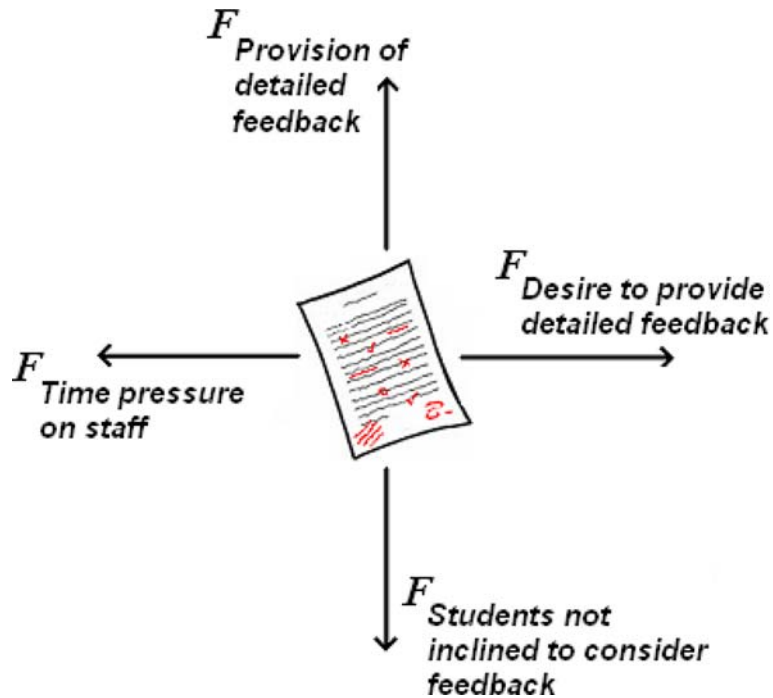 F Provision of
detailed
feedback
F Desire to provide
detailed feedback
F Time pressure
on staff
B-
F Students not
inclined to consider
feedback